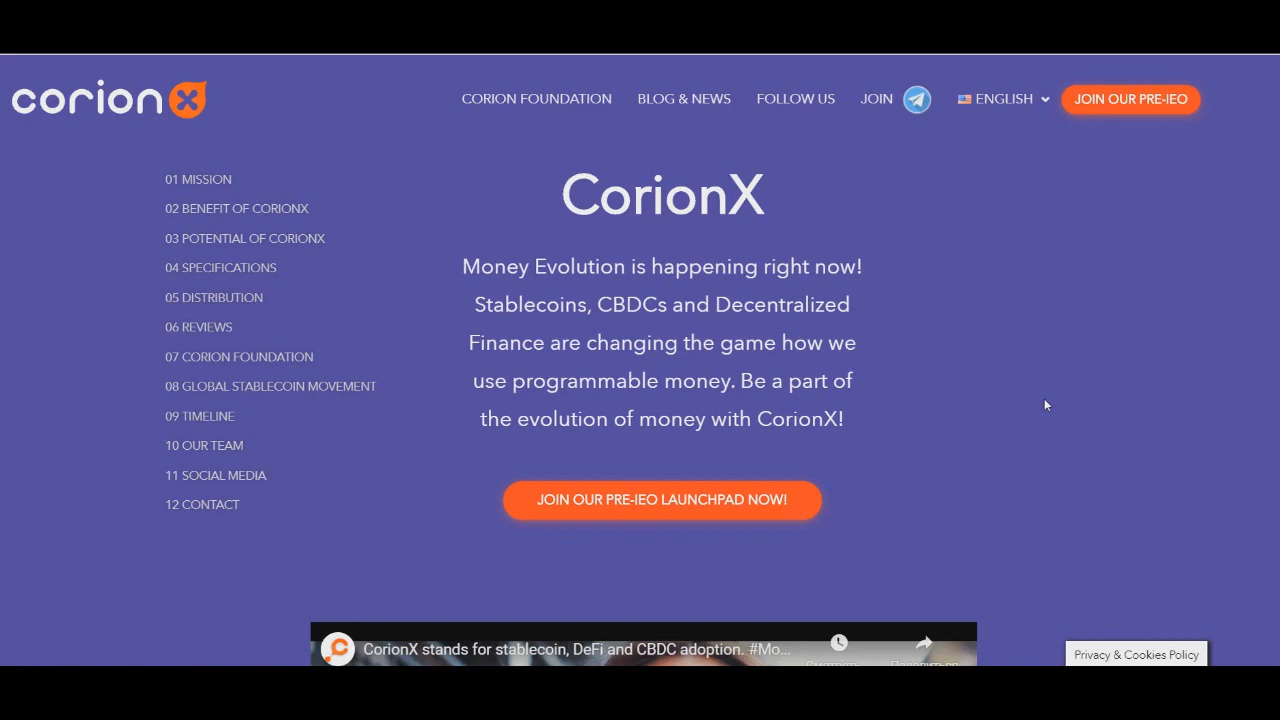 corion
CORION FOUNDATION
BLOG & NEWS
FOLLOW US
JOIN
ENGLISH
JOIN OUR PRE-IEO
01 MISSION
02 BENEFIT OF CORIONX
03 POTENTIAL OF CORIONX
04 SPECIFICATIONS
05 DISTRIBUTION
06 REVIEWS
07 CORION FOUNDATION
08 GLOBAL STABLECOIN MOVEMENT
09 TIMELINE
10 OUR TEAM
11 SOCIAL MEDIA
12 CONTACT
CorionX
Money Evolution is happening right now!
Stablecoins, CBDCs and Decentralized
Finance are changing the game how we
use programmable money. Be a part of
the evolution of money with CorionX!
JOIN OUR PRE-IEO LAUNCHPAD NOW!
CorionX stands for stablecoin, DeFi and CBDC adoption. #Mo...
Privacy & Cookies Policy